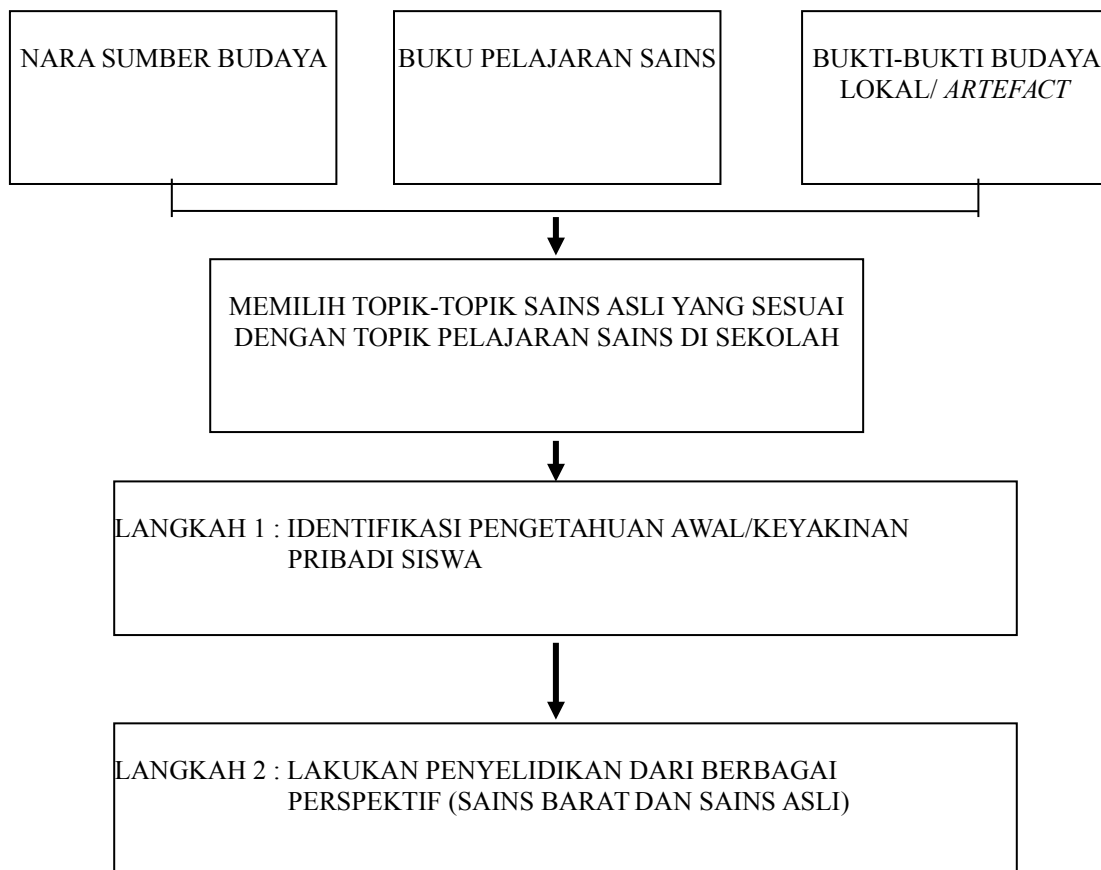 NARA SUMBER BUDAYA
BUKU PELAJARAN SAINS
BUKTI-BUKTI BUDAYA
LOKAL/ ARTEFACT
MEMILIH TOPIK-TOPIK SAINS ASLI YANG SESUAI
DENGAN TOPIK PELAJARAN SAINS DI SEKOLAH
LANGKAH 1 : IDENTIFIKASI PENGETAHUAN AWAL/KEYAKINAN
PRIBADI SISWA
LANGKAH 2 : LAKUKAN PENYELIDIKAN DARI BERBAGAI
PERSPEKTIF (SAINS BARAT DAN SAINS ASLI)